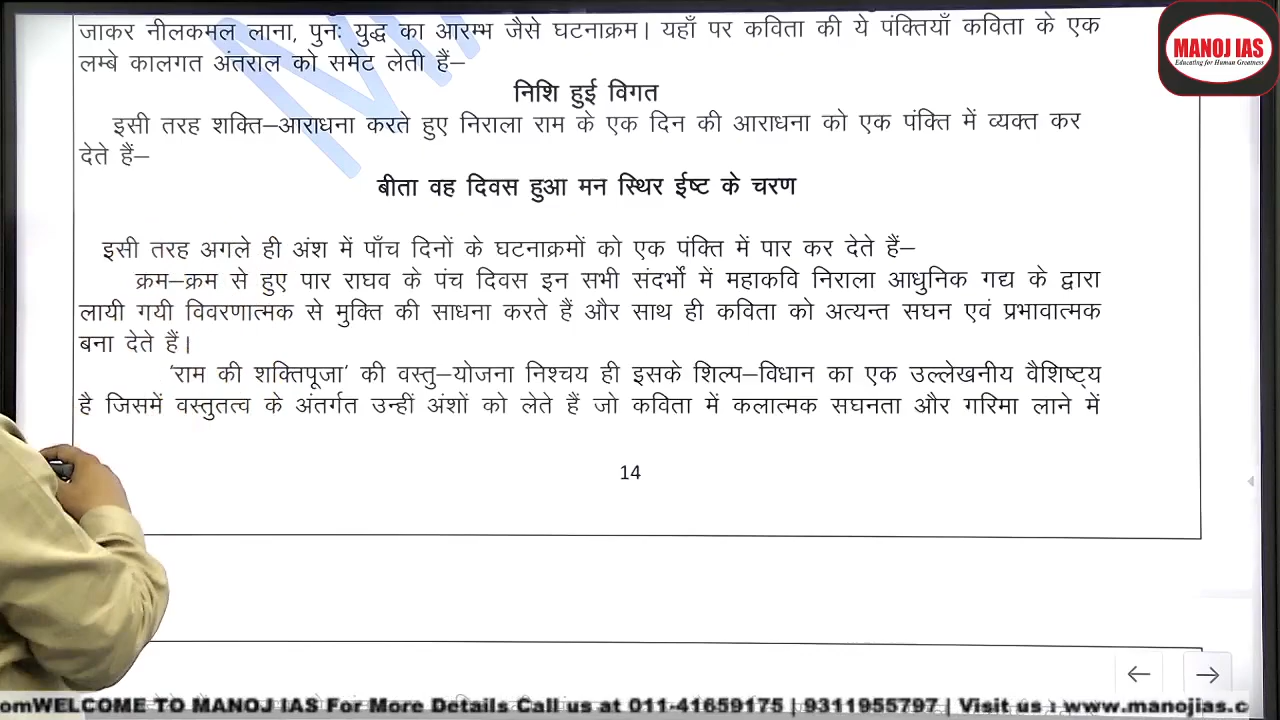 जाकर नीलकमल लाना, पुनः युद्ध का आरम्भ जैसे घटनाक्रम। यहाँ पर कविता की ये पंक्तियाँ कविता के एक
MANOJ IAS
Educating for Human Greatness
लम्बे कालगत अंतराल को समेट लेती हैं–
निशि हुई विगत
इसी तरह शक्ति–आराधना करते हुए निराला राम के एक दिन की आराधना को एक पंक्ति में व्यक्त कर
देते हैं–
बीता वह दिवस हुआ मन स्थिर ईष्ट के चरण
इसी तरह अगले ही अंश में पाँच दिनों के घटनाक्रमों को एक पंक्ति में पार कर देते हैं–
क्रम–क्रम से हुए पार राघव के पंच दिवस इन सभी संदर्भों में महाकवि निराला आधुनिक गद्य के द्वारा
लायी गयी विवरणात्मक से मुक्ति की साधना करते हैं और साथ ही कविता को अत्यन्त सघन एवं प्रभावात्मक
बना देते हैं।
'राम की शक्तिपूजा' की वस्तु–योजना निश्चय ही इसके शिल्प–विधान का एक उल्लेखनीय वैशिष्ट्य
है जिसमें वस्तुतत्व के अंतर्गत उन्हीं अंशों को लेते हैं जो कविता में कलात्मक सघनता और गरिमा लाने में
14
omWELCOME TO MANOJ IAS For More Details Call us at 011-41659175 | 9311955797 | Visit us : www.manojias.c